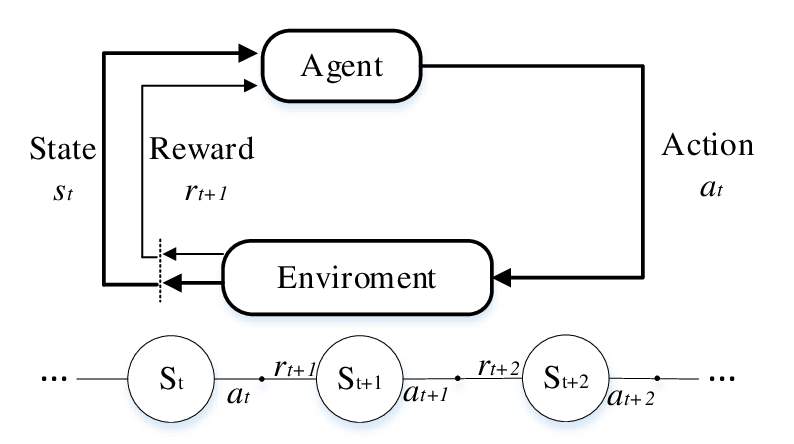 Agent
State
s_t
Reward
r_{t+1}
Action
a_t
Enviroment
... S_t a_t r_{t+1} S_{t+1} a_{t+1} r_{t+2} S_{t+2} a_{t+2} ...